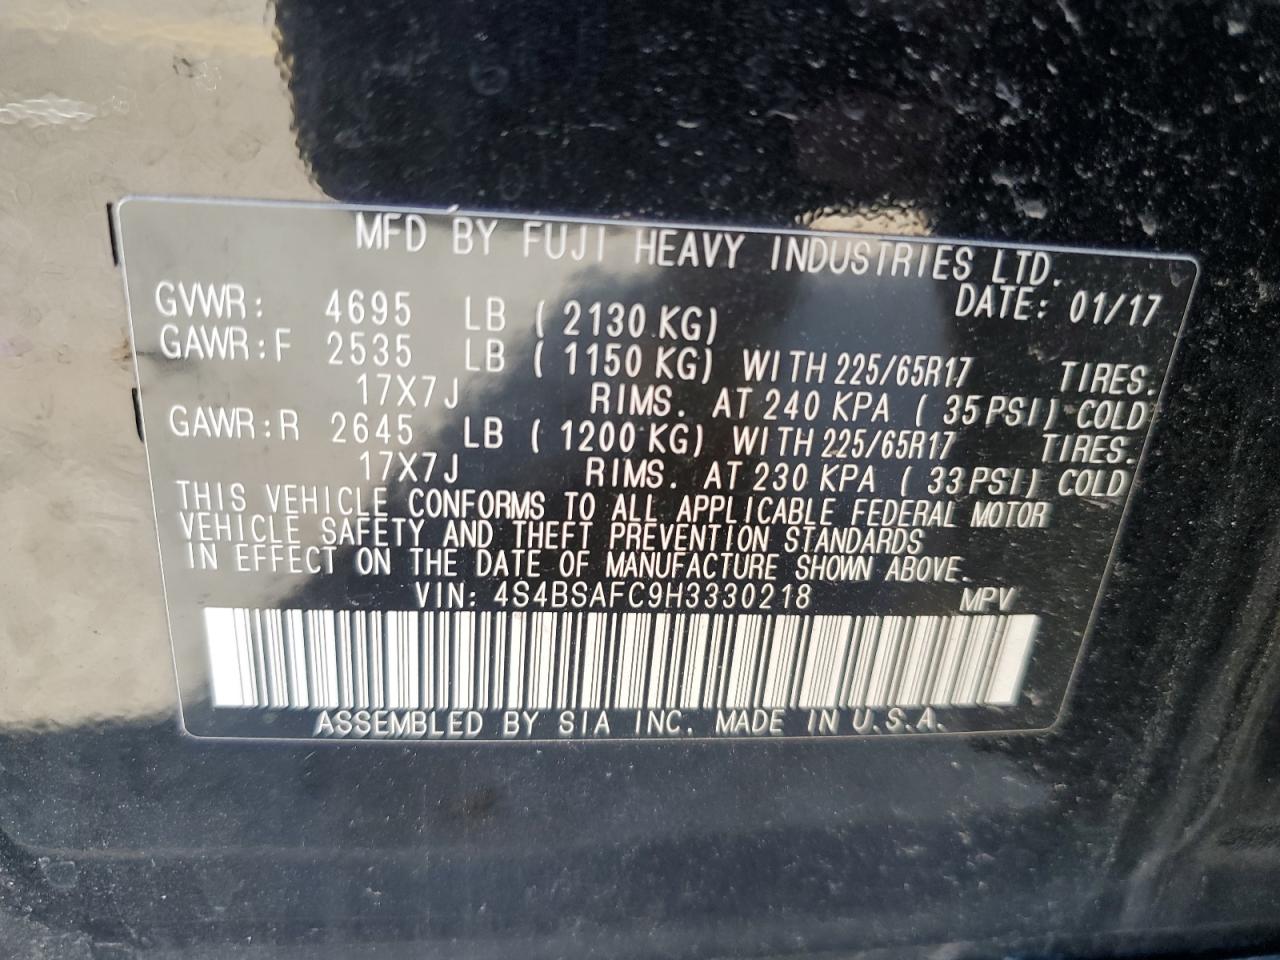 MFD BY FUJI HEAVY INDUSTRIES LTD.
DATE: 01/17
GVWR: 4695 LB ( 2130 KG)
GAWR:F 2535 LB ( 1150 KG) WITH 225/65R17 TIRES.
17X7J RIMS. AT 240 KPA ( 35 PSI) COLD
GAWR:R 2645 LB ( 1200 KG) WITH 225/65R17 TIRES.
17X7J RIMS. AT 230 KPA ( 33 PSI) COLD
THIS VEHICLE CONFORMS TO ALL APPLICABLE FEDERAL MOTOR
VEHICLE SAFETY AND THEFT PREVENTION STANDARDS
IN EFFECT ON THE DATE OF MANUFACTURE SHOWN ABOVE.
VIN: 4S4BSAFC9H3330218 MPV
ASSEMBLED BY SIA INC. MADE IN U.S.A.